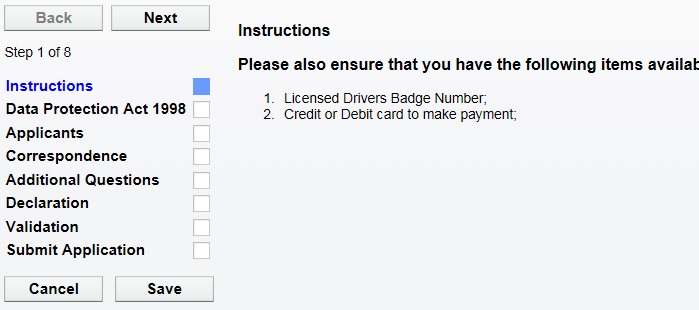 Back Next
Step 1 of 8
Instructions
Data Protection Act 1998
Applicants
Correspondence
Additional Questions
Declaration
Validation
Submit Application
Cancel Save
Instructions
Please also ensure that you have the following items availab
1. Licensed Drivers Badge Number;
2. Credit or Debit card to make payment;